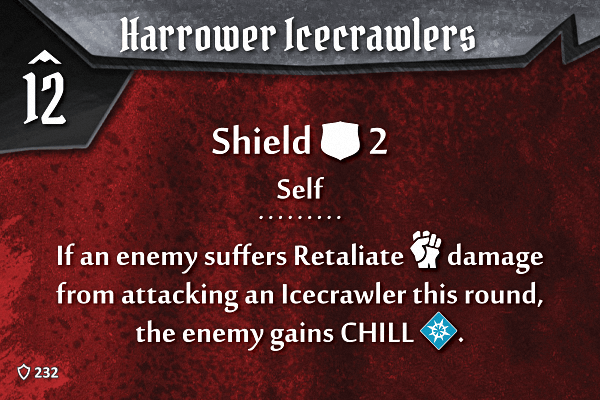 Harrower Icecrawlers
12
Shield 2
Self
If an enemy suffers Retaliate damage
from attacking an Icecrawler this round,
the enemy gains CHILL .
232